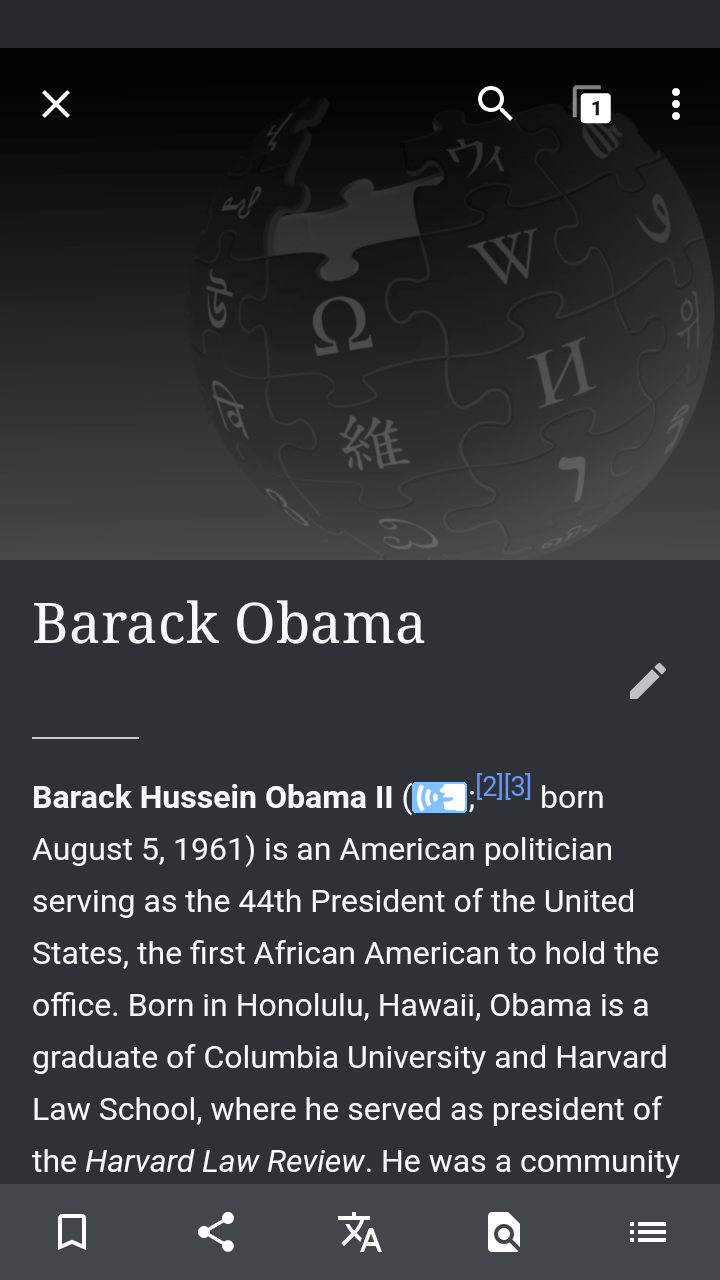 1
ウィ
W
Ω
И
維
Barack Obama
Barack Hussein Obama II (;[2][3] born
August 5, 1961) is an American politician
serving as the 44th President of the United
States, the first African American to hold the
office. Born in Honolulu, Hawaii, Obama is a
graduate of Columbia University and Harvard
Law School, where he served as president of
the Harvard Law Review. He was a community